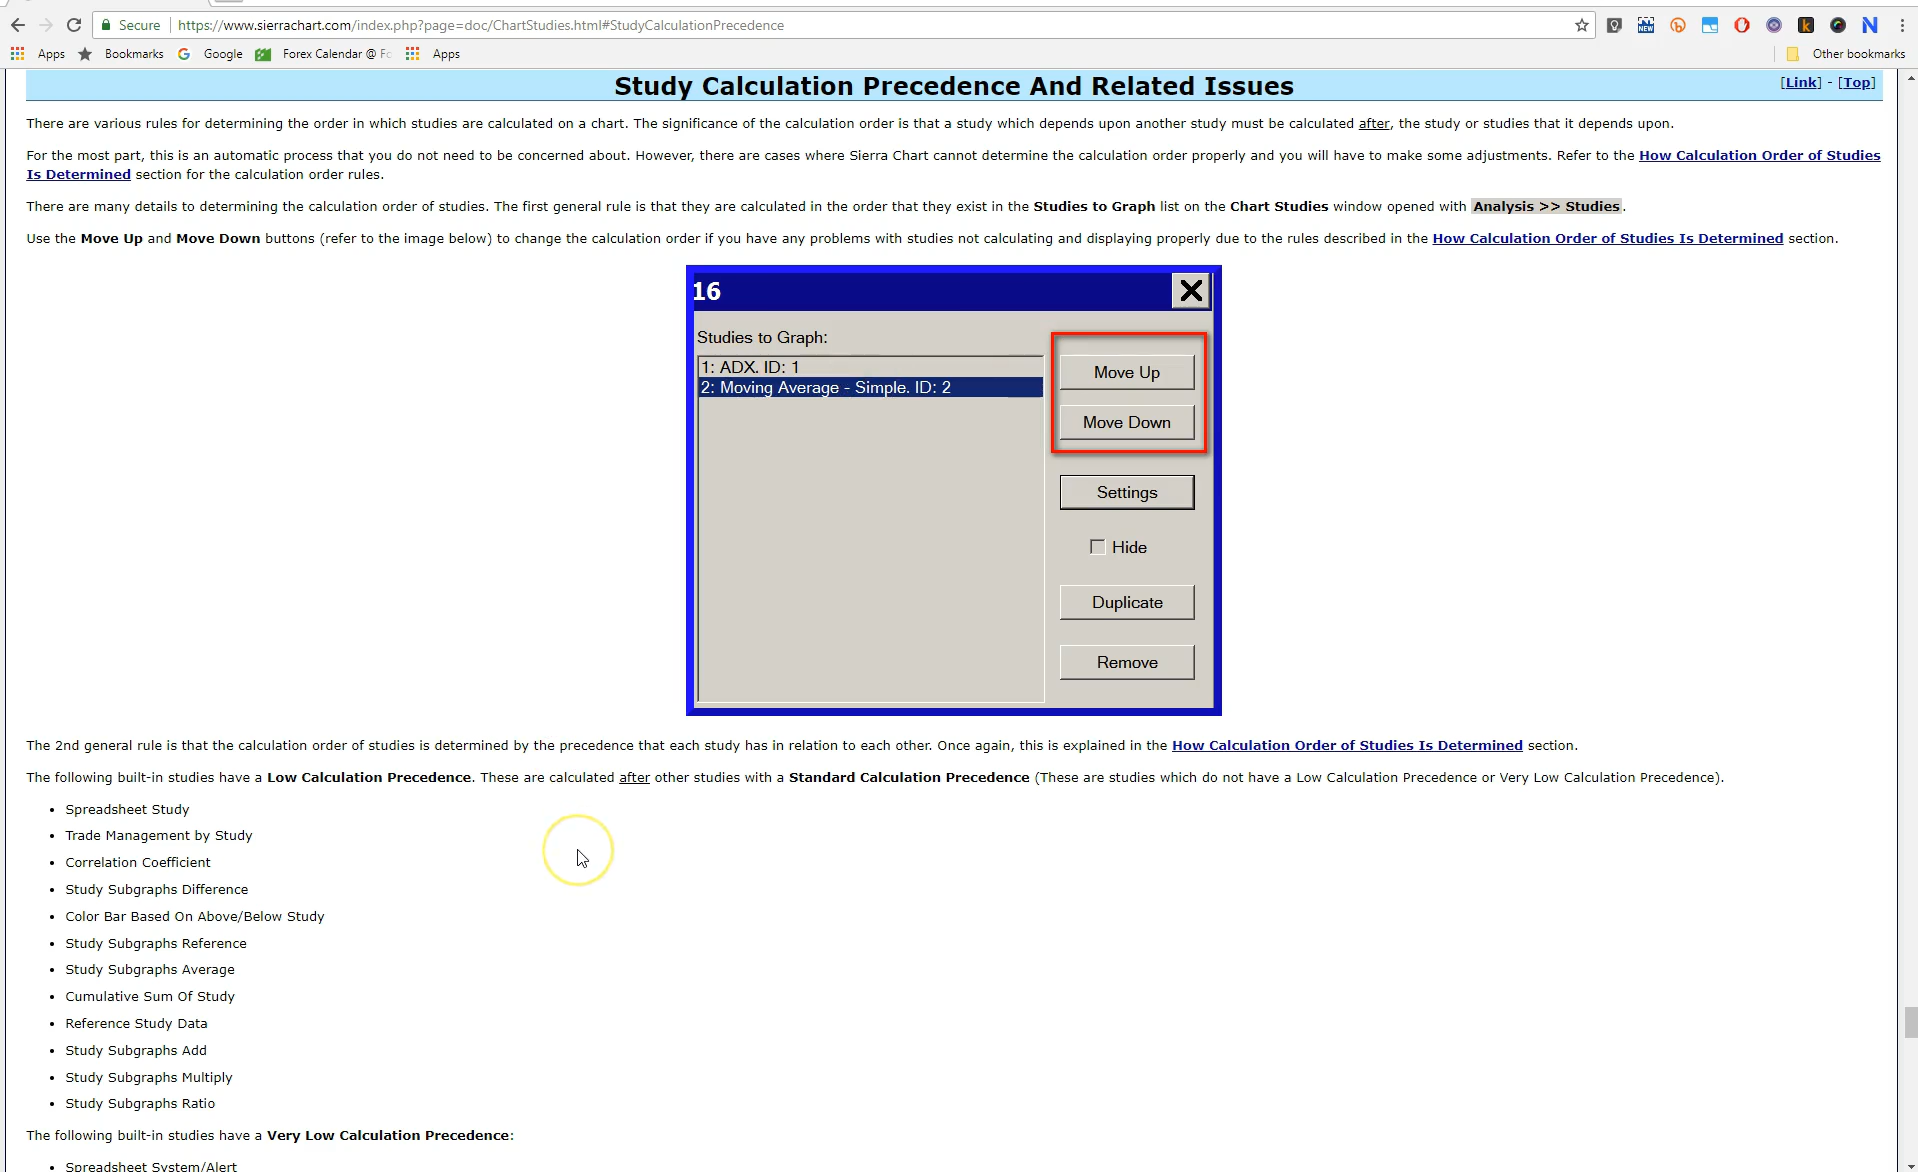 Secure https://www.sierrachart.com/index.php?page=doc/ChartStudies.html#StudyCalculationPrecedence
Apps Bookmarks Google Forex Calendar @ Fo Apps Other bookmarks
Study Calculation Precedence And Related Issues
[Link] - [Top]
There are various rules for determining the order in which studies are calculated on a chart. The significance of the calculation order is that a study which depends upon another study must be calculated after, the study or studies that it depends upon.
For the most part, this is an automatic process that you do not need to be concerned about. However, there are cases where Sierra Chart cannot determine the calculation order properly and you will have to make some adjustments. Refer to the How Calculation Order of Studies
Is Determined section for the calculation order rules.
There are many details to determining the calculation order of studies. The first general rule is that they are calculated in the order that they exist in the Studies to Graph list on the Chart Studies window opened with Analysis >> Studies.
Use the Move Up and Move Down buttons (refer to the image below) to change the calculation order if you have any problems with studies not calculating and displaying properly due to the rules described in the How Calculation Order of Studies Is Determined section.
16
Studies to Graph:
1: ADX. ID: 1
2: Moving Average - Simple. ID: 2
Move Up
Move Down
Settings
Hide
Duplicate
Remove
The 2nd general rule is that the calculation order of studies is determined by the precedence that each study has in relation to each other. Once again, this is explained in the How Calculation Order of Studies Is Determined section.
The following built-in studies have a Low Calculation Precedence. These are calculated after other studies with a Standard Calculation Precedence (These are studies which do not have a Low Calculation Precedence or Very Low Calculation Precedence).
• Spreadsheet Study
• Trade Management by Study
• Correlation Coefficient
• Study Subgraphs Difference
• Color Bar Based On Above/Below Study
• Study Subgraphs Reference
• Study Subgraphs Average
• Cumulative Sum Of Study
• Reference Study Data
• Study Subgraphs Add
• Study Subgraphs Multiply
• Study Subgraphs Ratio
The following built-in studies have a Very Low Calculation Precedence:
• Spreadsheet System/Alert